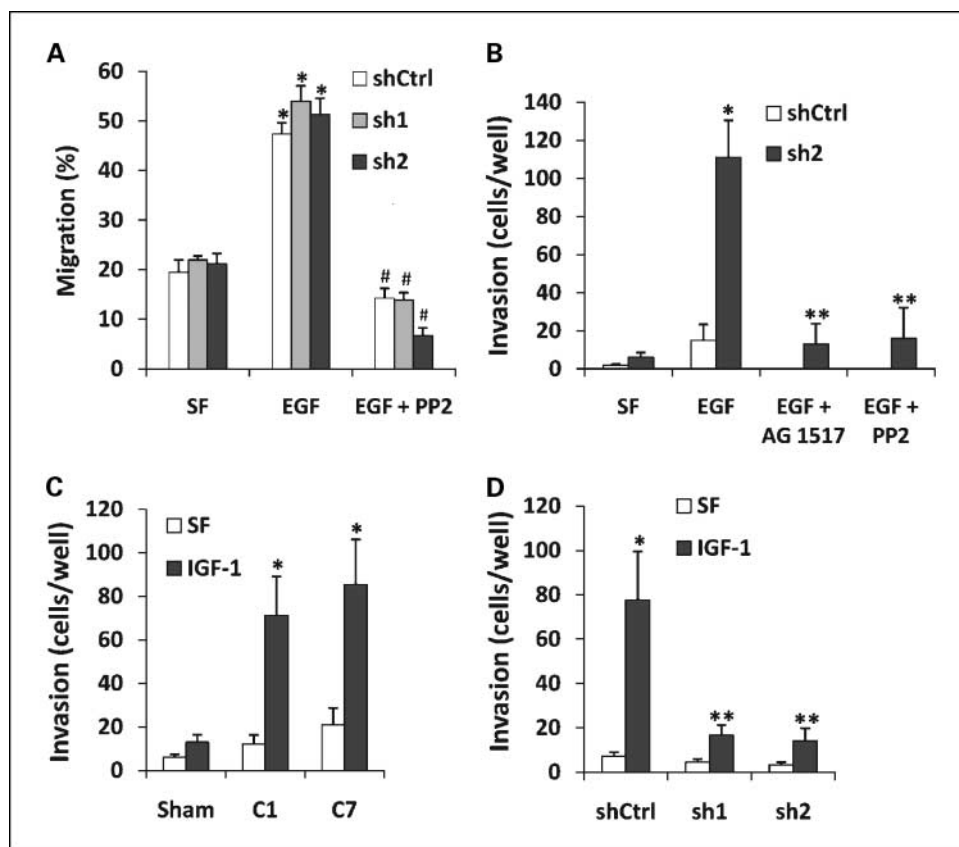 A
Migration (%)
60
50
40
30
20
10
0
shCtrl
sh1
sh2
* * *
# # #
SF EGF EGF + PP2
B
Invasion (cells/well)
140
120
100
80
60
40
20
0
shCtrl
sh2
*
** **
SF EGF EGF + EGF +
AG 1517 PP2
C
Invasion (cells/well)
120
100
80
60
40
20
0
SF
IGF-1
* *
Sham C1 C7
D
Invasion (cells/well)
120
100
80
60
40
20
0
SF
IGF-1
*
** **
shCtrl sh1 sh2